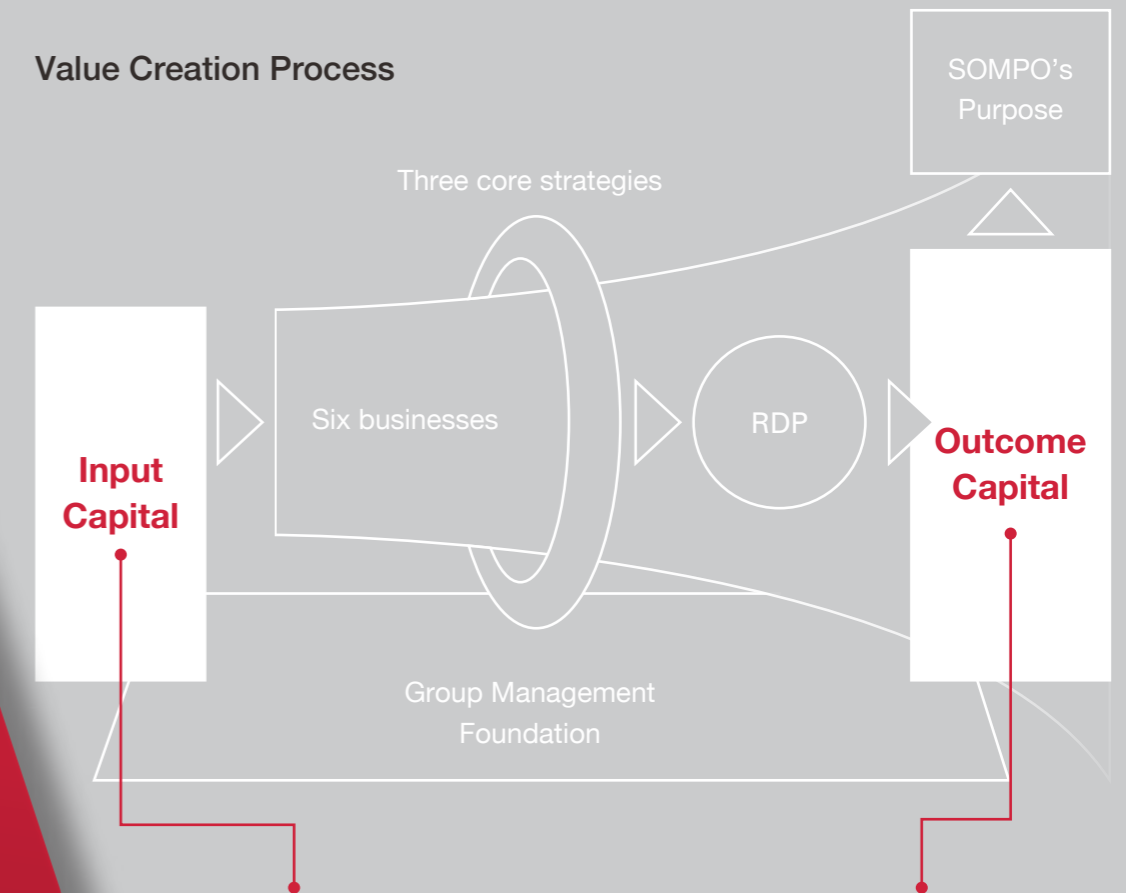 Value Creation Process
SOMPO's
Purpose
Three core strategies
Six businesses
RDP
Input
Capital
Outcome
Capital
Group Management
Foundation